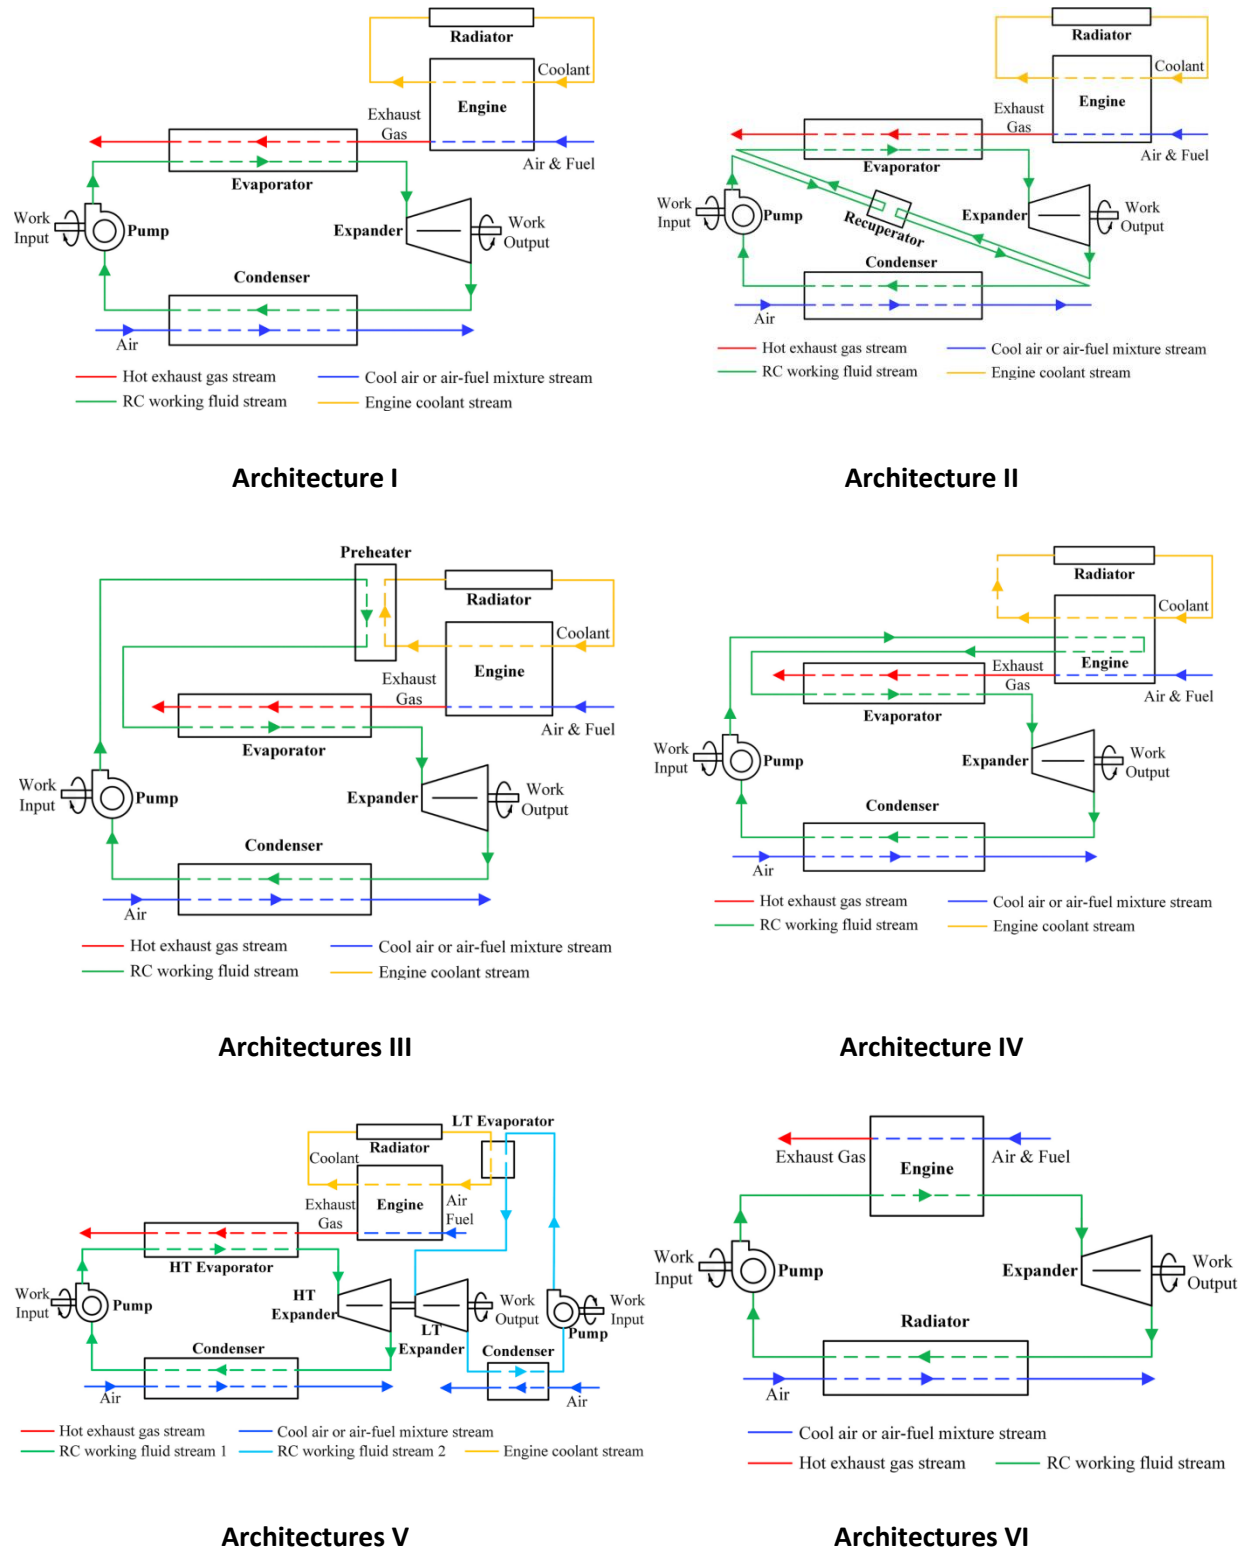 Radiator
Coolant
Engine
Exhaust
Gas
Air & Fuel
Evaporator
Work
Input
Pump
Expander
Work
Output
Condenser
Air
Hot exhaust gas stream
Cool air or air-fuel mixture stream
RC working fluid stream
Engine coolant stream
Architecture I
Radiator
Coolant
Engine
Exhaust
Gas
Air & Fuel
Evaporator
Work
Input
Pump
Recuperator
Expander
Work
Output
Condenser
Air
Hot exhaust gas stream
Cool air or air-fuel mixture stream
RC working fluid stream
Engine coolant stream
Architecture II
Preheater
Radiator
Coolant
Engine
Exhaust
Gas
Air & Fuel
Evaporator
Work
Input
Pump
Expander
Work
Output
Condenser
Air
Hot exhaust gas stream
Cool air or air-fuel mixture stream
RC working fluid stream
Engine coolant stream
Architectures III
Radiator
Coolant
Engine
Exhaust
Gas
Air & Fuel
Evaporator
Work
Input
Pump
Expander
Work
Output
Condenser
Air
Hot exhaust gas stream
Cool air or air-fuel mixture stream
RC working fluid stream
Engine coolant stream
Architecture IV
LT Evaporator
Radiator
Coolant
Engine
Exhaust
Gas
Air
Fuel
HT Evaporator
Work
Input
Pump
HT
Expander
LT
Expander
Work
Output
Work
Input
Pump
Condenser
Air
Condenser
Air
Hot exhaust gas stream
Cool air or air-fuel mixture stream
RC working fluid stream 1
RC working fluid stream 2
Engine coolant stream
Architectures V
Exhaust Gas
Engine
Air & Fuel
Work
Input
Pump
Expander
Work
Output
Radiator
Air
Cool air or air-fuel mixture stream
Hot exhaust gas stream
RC working fluid stream
Architectures VI